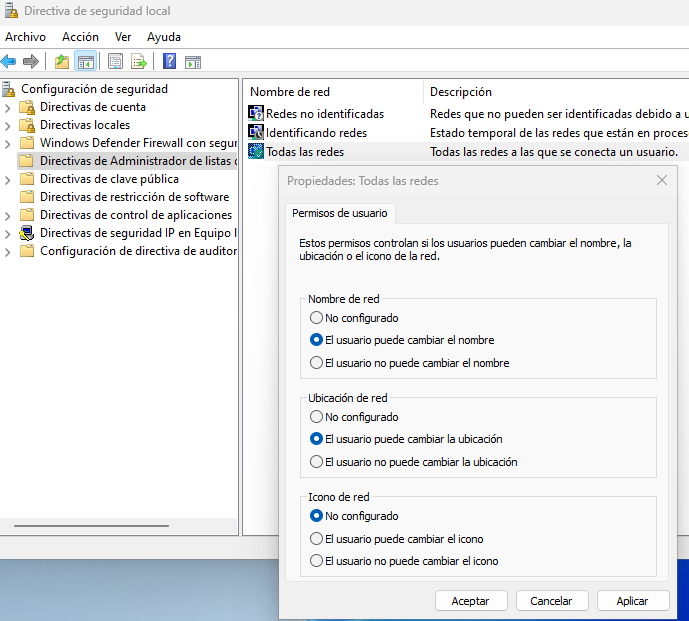 Directiva de seguridad local
Archivo Acción Ver Ayuda
Configuración de seguridad
Directivas de cuenta
Directivas locales
Windows Defender Firewall con segur
Directivas de Administrador de listas
Directivas de clave pública
Directivas de restricción de software
Directivas de control de aplicaciones
Directivas de seguridad IP en Equipo l
Configuración de directiva de auditor
Nombre de red Descripción
Redes no identificadas Redes que no pueden ser identificadas debido a
Identificando redes Estado temporal de las redes que están en proces
Todas las redes Todas las redes a las que se conecta un usuario.
Propiedades: Todas las redes
Permisos de usuario
Estos permisos controlan si los usuarios pueden cambiar el nombre, la
ubicación o el icono de la red.
Nombre de red
No configurado
El usuario puede cambiar el nombre
El usuario no puede cambiar el nombre
Ubicación de red
No configurado
El usuario puede cambiar la ubicación
El usuario no puede cambiar la ubicación
Icono de red
No configurado
El usuario puede cambiar el icono
El usuario no puede cambiar el icono
Aceptar Cancelar Aplicar